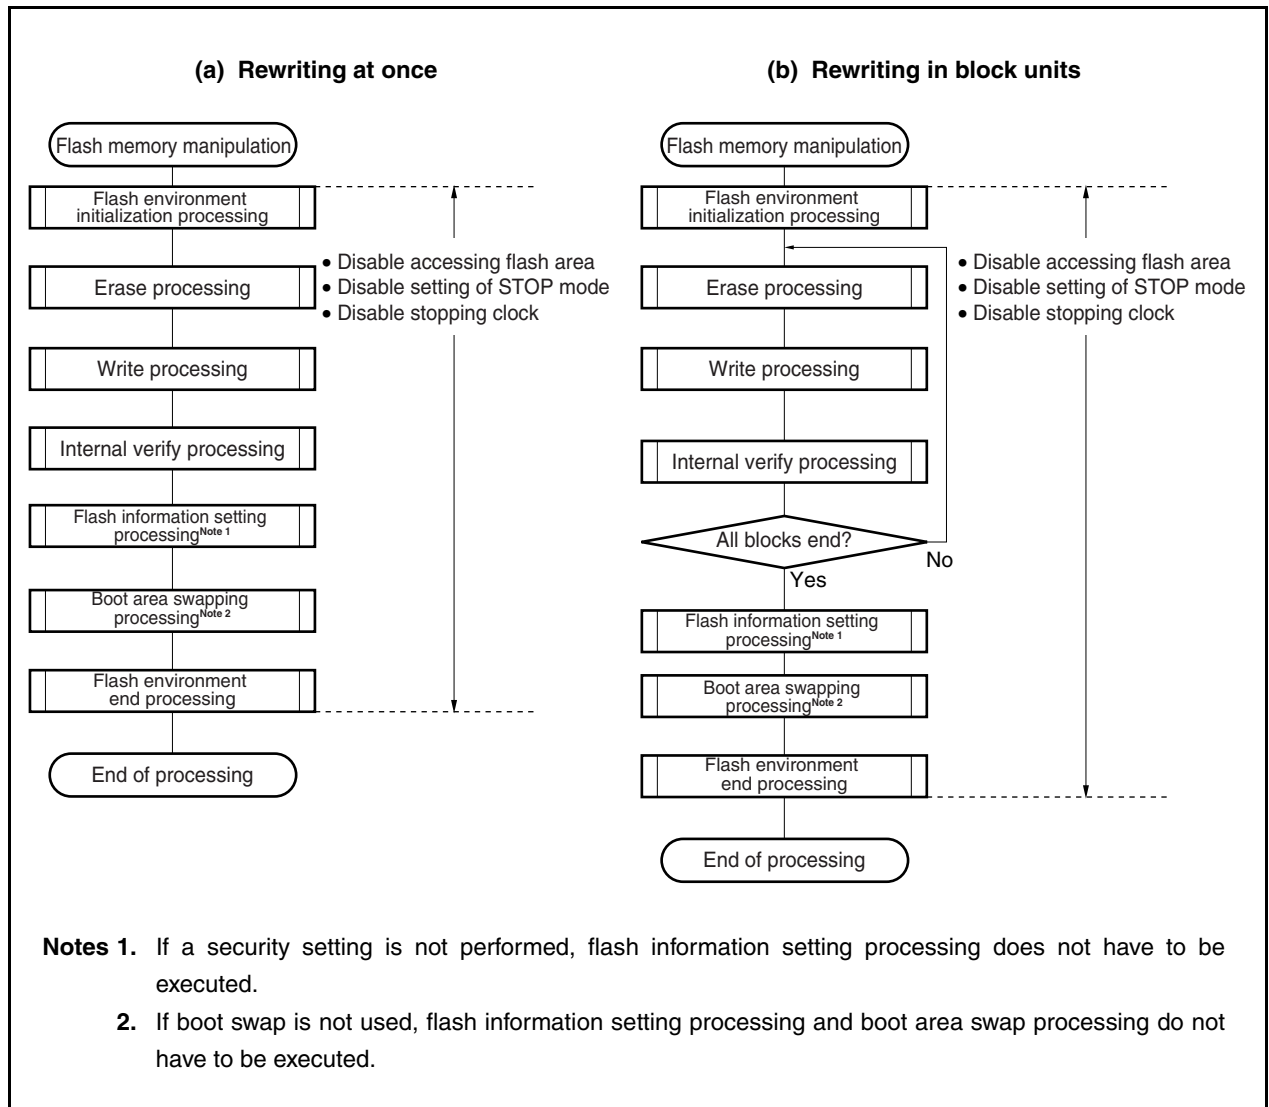 (a) Rewriting at once
Flash memory manipulation
Flash environment
initialization processing
• Disable accessing flash area
• Disable setting of STOP mode
• Disable stopping clock
Erase processing
Write processing
Internal verify processing
Flash information setting
processingNote 1
Boot area swapping
processingNote 2
Flash environment
end processing
End of processing
(b) Rewriting in block units
Flash memory manipulation
Flash environment
initialization processing
• Disable accessing flash area
• Disable setting of STOP mode
• Disable stopping clock
Erase processing
Write processing
Internal verify processing
All blocks end?
No
Yes
Flash information setting
processingNote 1
Boot area swapping
processingNote 2
Flash environment
end processing
End of processing
Notes 1. If a security setting is not performed, flash information setting processing does not have to be
executed.
2. If boot swap is not used, flash information setting processing and boot area swap processing do not
have to be executed.